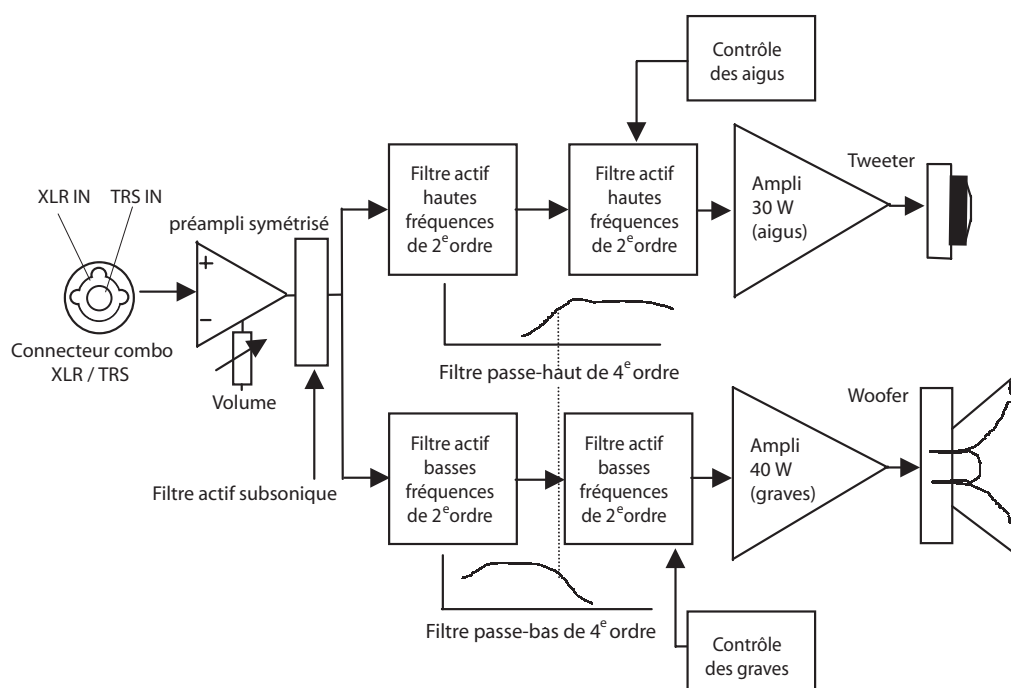 Contrôle
des aigus
XLR IN
TRS IN
préampli symétrisé
+
−
Connecteur combo
XLR / TRS
Volume
Filtre actif subsonique
Filtre actif
hautes
fréquences
de 2e ordre
Filtre actif
hautes
fréquences
de 2e ordre
Ampli
30 W
(aigus)
Tweeter
Filtre passe-haut de 4e ordre
Filtre actif
basses
fréquences
de 2e ordre
Filtre actif
basses
fréquences
de 2e ordre
Ampli
40 W
(graves)
Woofer
Filtre passe-bas de 4e ordre
Contrôle
des graves